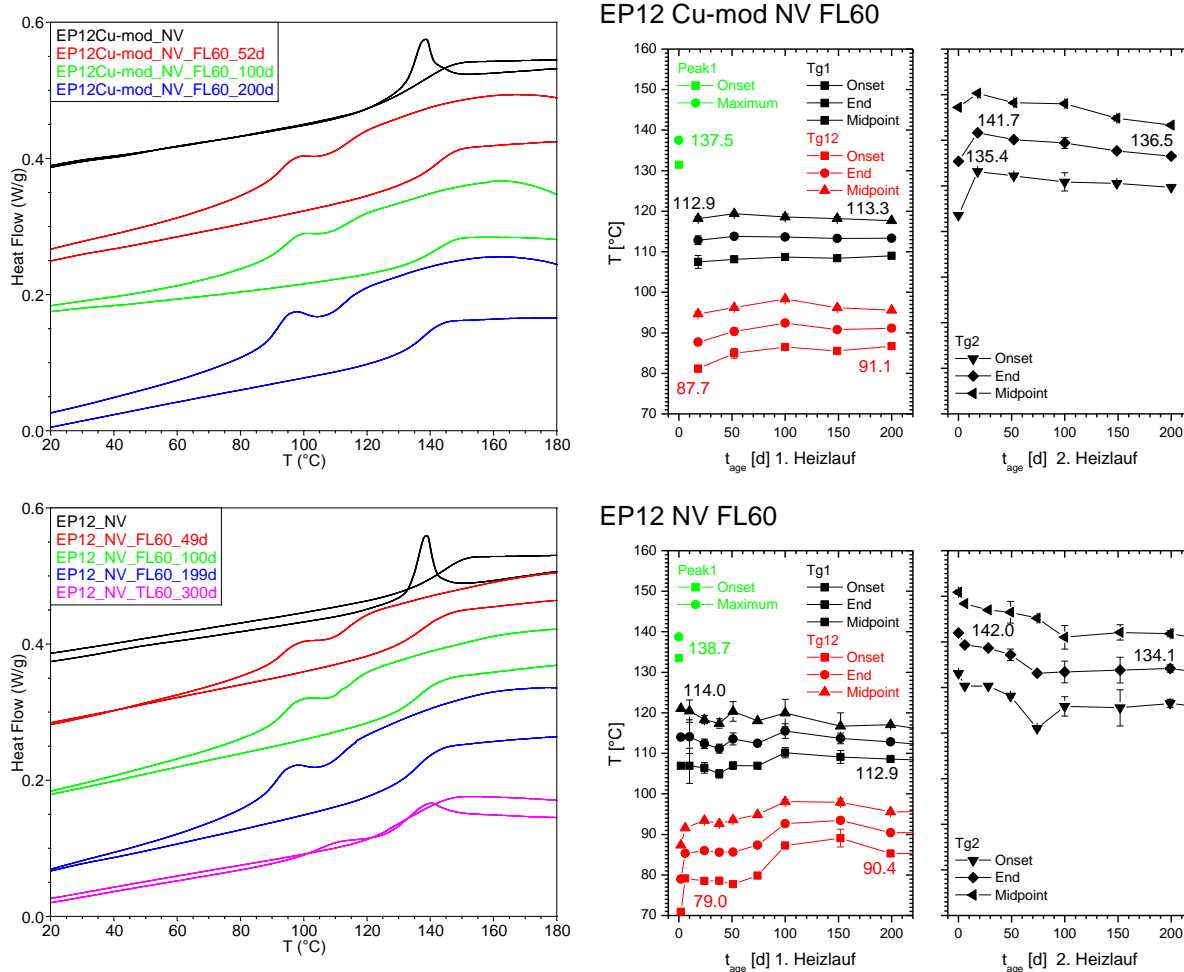 EP12 Cu-mod NV FL60
0.6
0.4
0.2
0.0
Heat Flow (W/g)
EP12Cu-mod_NV
EP12Cu-mod_NV_FL60_52d
EP12Cu-mod_NV_FL60_100d
EP12Cu-mod_NV_FL60_200d
20 40 60 80 100 120 140 160 180
T (°C)
160
150
140
130
120
110
100
90
80
70
T [°C]
Peak1
Onset
Maximum
Tg1
Onset
End
Midpoint
Tg12
Onset
End
Midpoint
137.5
112.9
113.3
87.7
91.1
0 50 100 150 200
t_age [d] 1. Heizlauf
141.7
135.4
136.5
Tg2
Onset
End
Midpoint
0 50 100 150 200
t_age [d] 2. Heizlauf
EP12 NV FL60
0.6
0.4
0.2
0.0
Heat Flow (W/g)
EP12_NV
EP12_NV_FL60_49d
EP12_NV_FL60_100d
EP12_NV_FL60_199d
EP12_NV_TL60_300d
20 40 60 80 100 120 140 160 180
T (°C)
160
150
140
130
120
110
100
90
80
70
T [°C]
Peak1
Onset
Maximum
Tg1
Onset
End
Midpoint
Tg12
Onset
End
Midpoint
138.7
114.0
112.9
79.0
90.4
0 50 100 150 200
t_age [d] 1. Heizlauf
142.0
134.1
Tg2
Onset
End
Midpoint
0 50 100 150 200
t_age [d] 2. Heizlauf